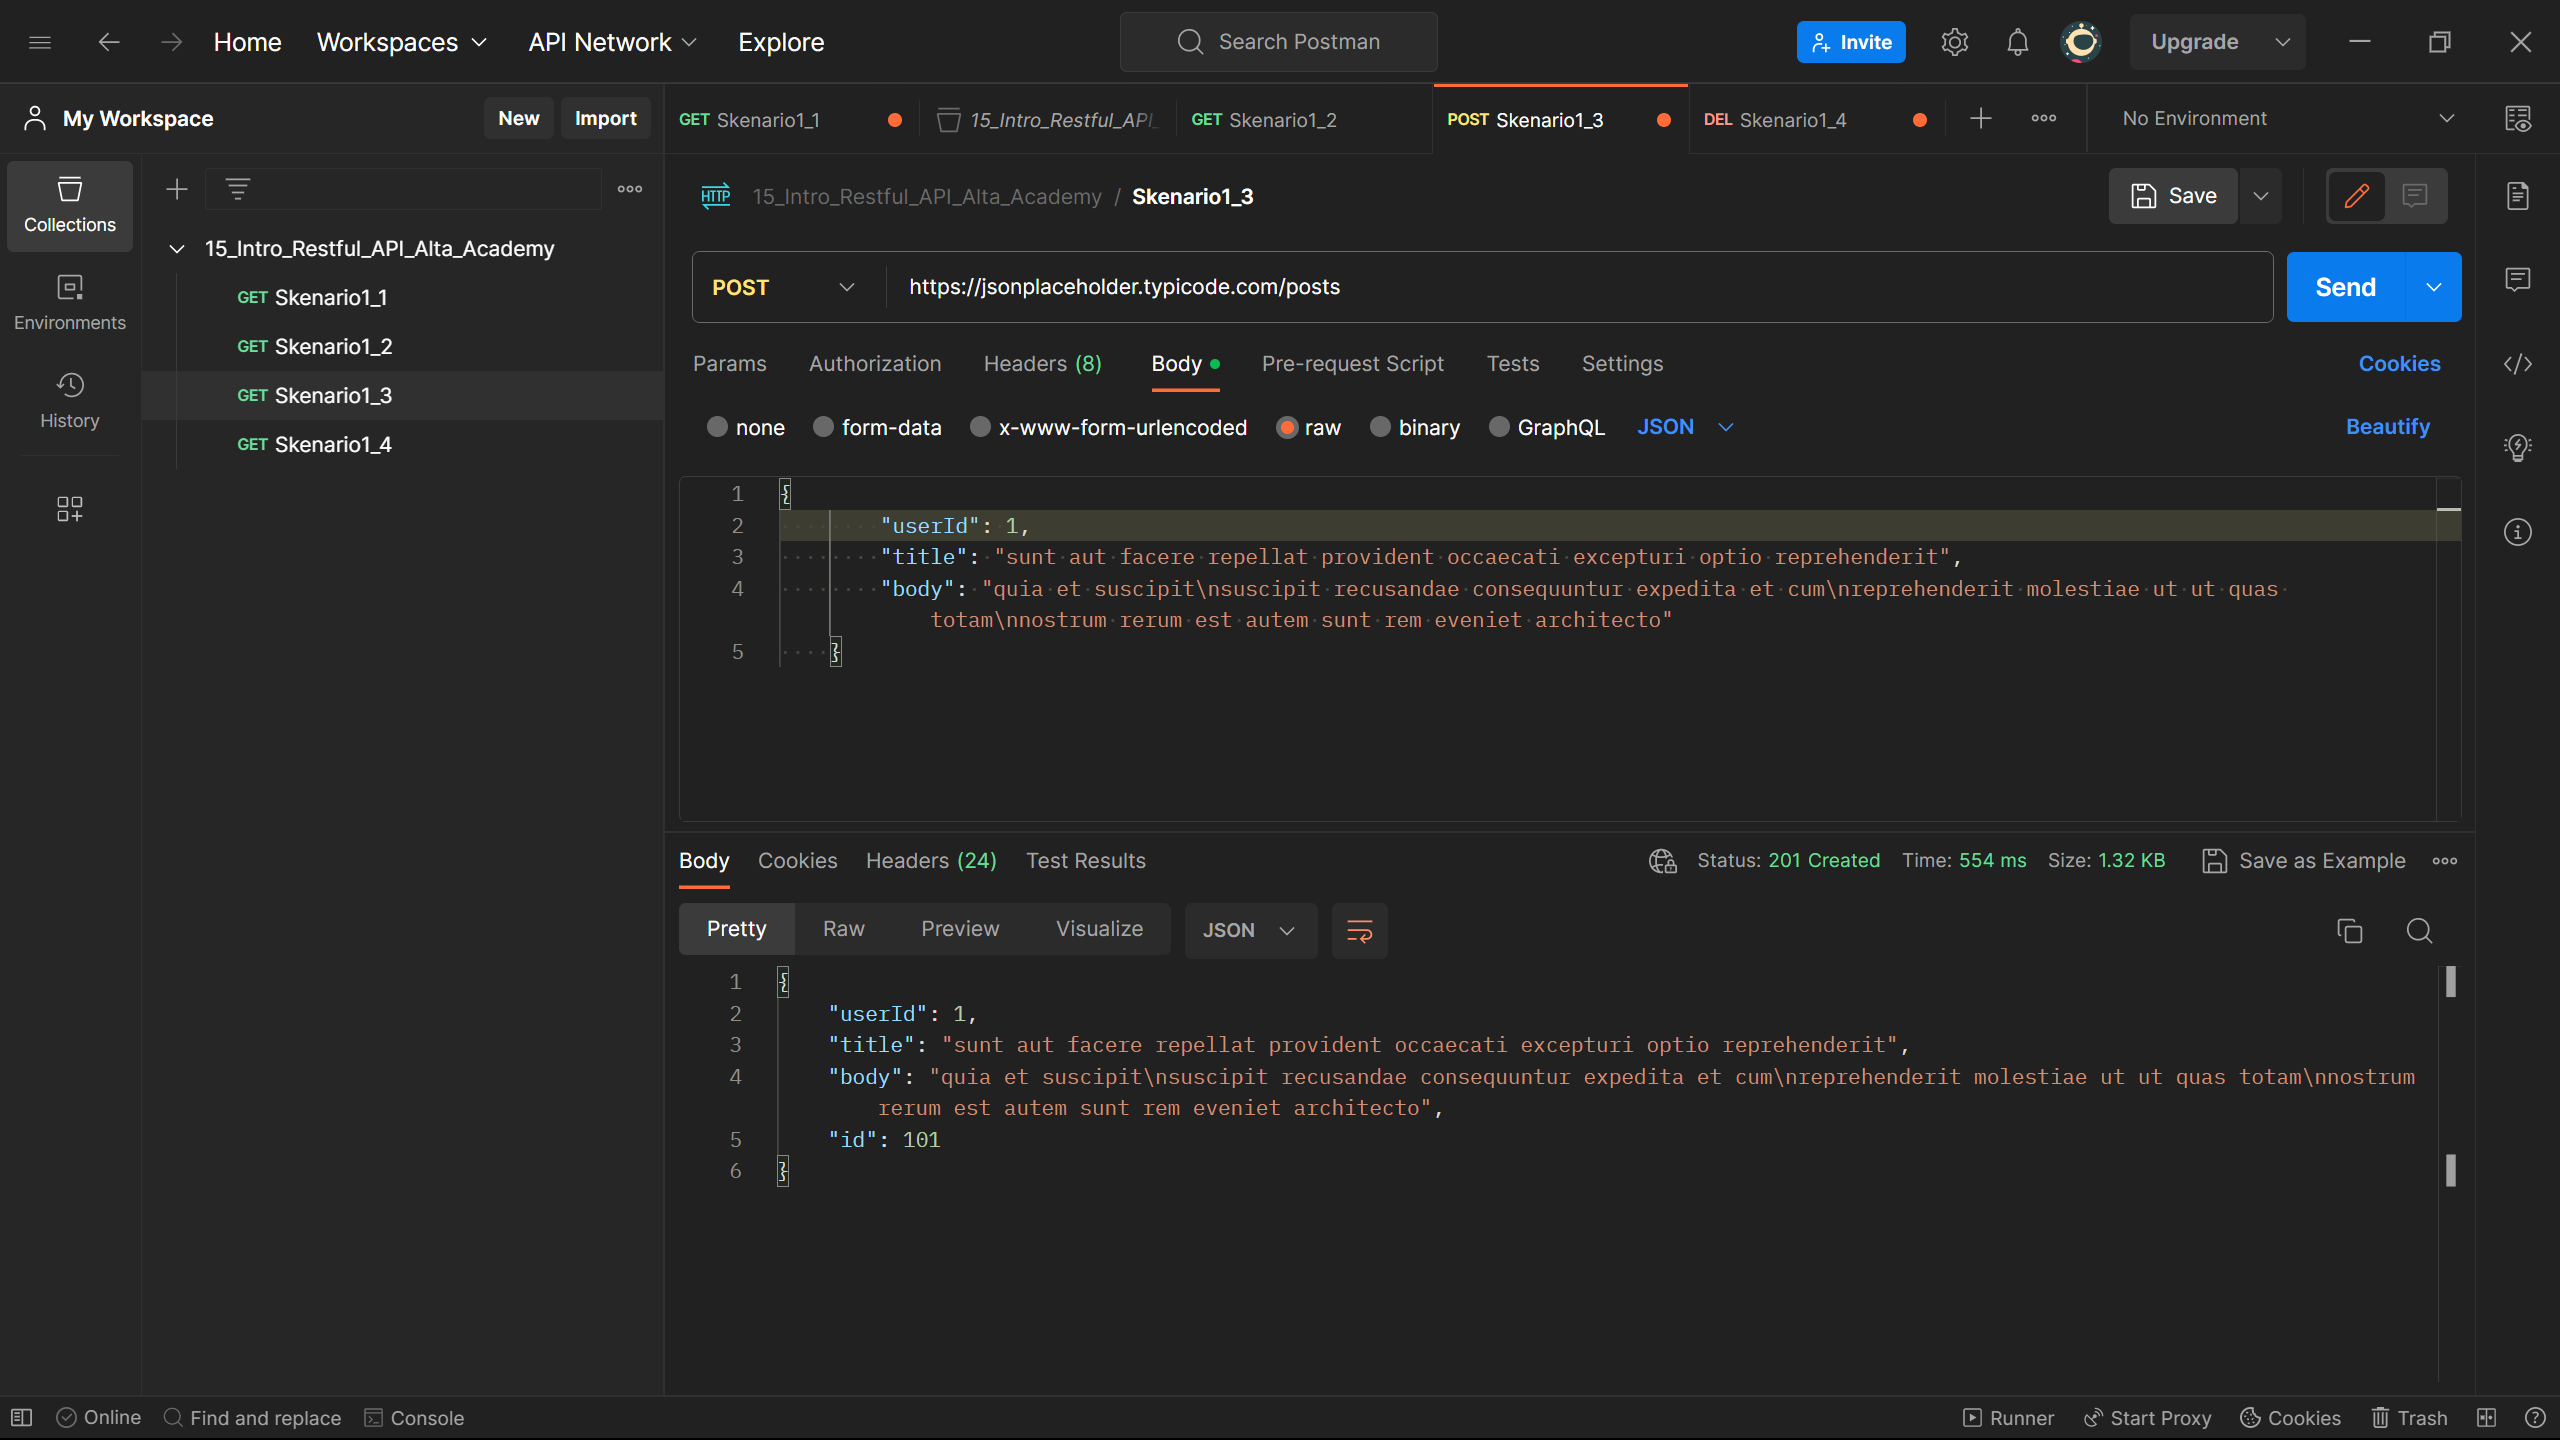 Home Workspaces API Network Explore Search Postman Invite Upgrade
My Workspace New Import GET Skenario1_1 15_Intro_Restful_API_ GET Skenario1_2 POST Skenario1_3 DEL Skenario1_4 No Environment
Collections
Environments
History
15_Intro_Restful_API_Alta_Academy
GET Skenario1_1
GET Skenario1_2
GET Skenario1_3
GET Skenario1_4
HTTP 15_Intro_Restful_API_Alta_Academy / Skenario1_3 Save
POST https://jsonplaceholder.typicode.com/posts Send
Params Authorization Headers (8) Body Pre-request Script Tests Settings Cookies
none form-data x-www-form-urlencoded raw binary GraphQL JSON Beautify
1 {
2 "userId": 1,
3 "title": "sunt aut facere repellat provident occaecati excepturi optio reprehenderit",
4 "body": "quia et suscipit\nsuscipit recusandae consequuntur expedita et cum\nreprehenderit molestiae ut ut quas
totam\nnostrum rerum est autem sunt rem eveniet architecto"
5 }
Body Cookies Headers (24) Test Results Status: 201 Created Time: 554 ms Size: 1.32 KB Save as Example
Pretty Raw Preview Visualize JSON
1 {
2 "userId": 1,
3 "title": "sunt aut facere repellat provident occaecati excepturi optio reprehenderit",
4 "body": "quia et suscipit\nsuscipit recusandae consequuntur expedita et cum\nreprehenderit molestiae ut ut quas totam\nnostrum
rerum est autem sunt rem eveniet architecto",
5 "id": 101
6 }
Online Find and replace Console Runner Start Proxy Cookies Trash